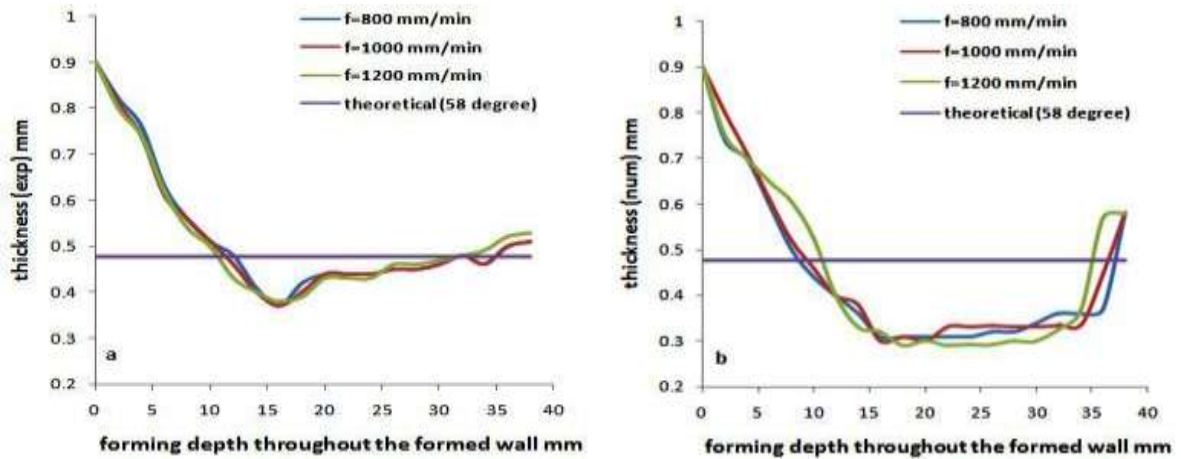 f=800 mm/min
f=1000 mm/min
f=1200 mm/min
theoretical (58 degree)
thickness (exp) mm
1
0.9
0.8
0.7
0.6
0.5
0.4
0.3
0.2
a
0 5 10 15 20 25 30 35 40
forming depth throughout the formed wall mm
f=800 mm/min
f=1000 mm/min
f=1200 mm/min
theoretical (58 degree)
thickness (num) mm
1
0.9
0.8
0.7
0.6
0.5
0.4
0.3
0.2
b
0 5 10 15 20 25 30 35 40
forming depth throughout the formed wall mm